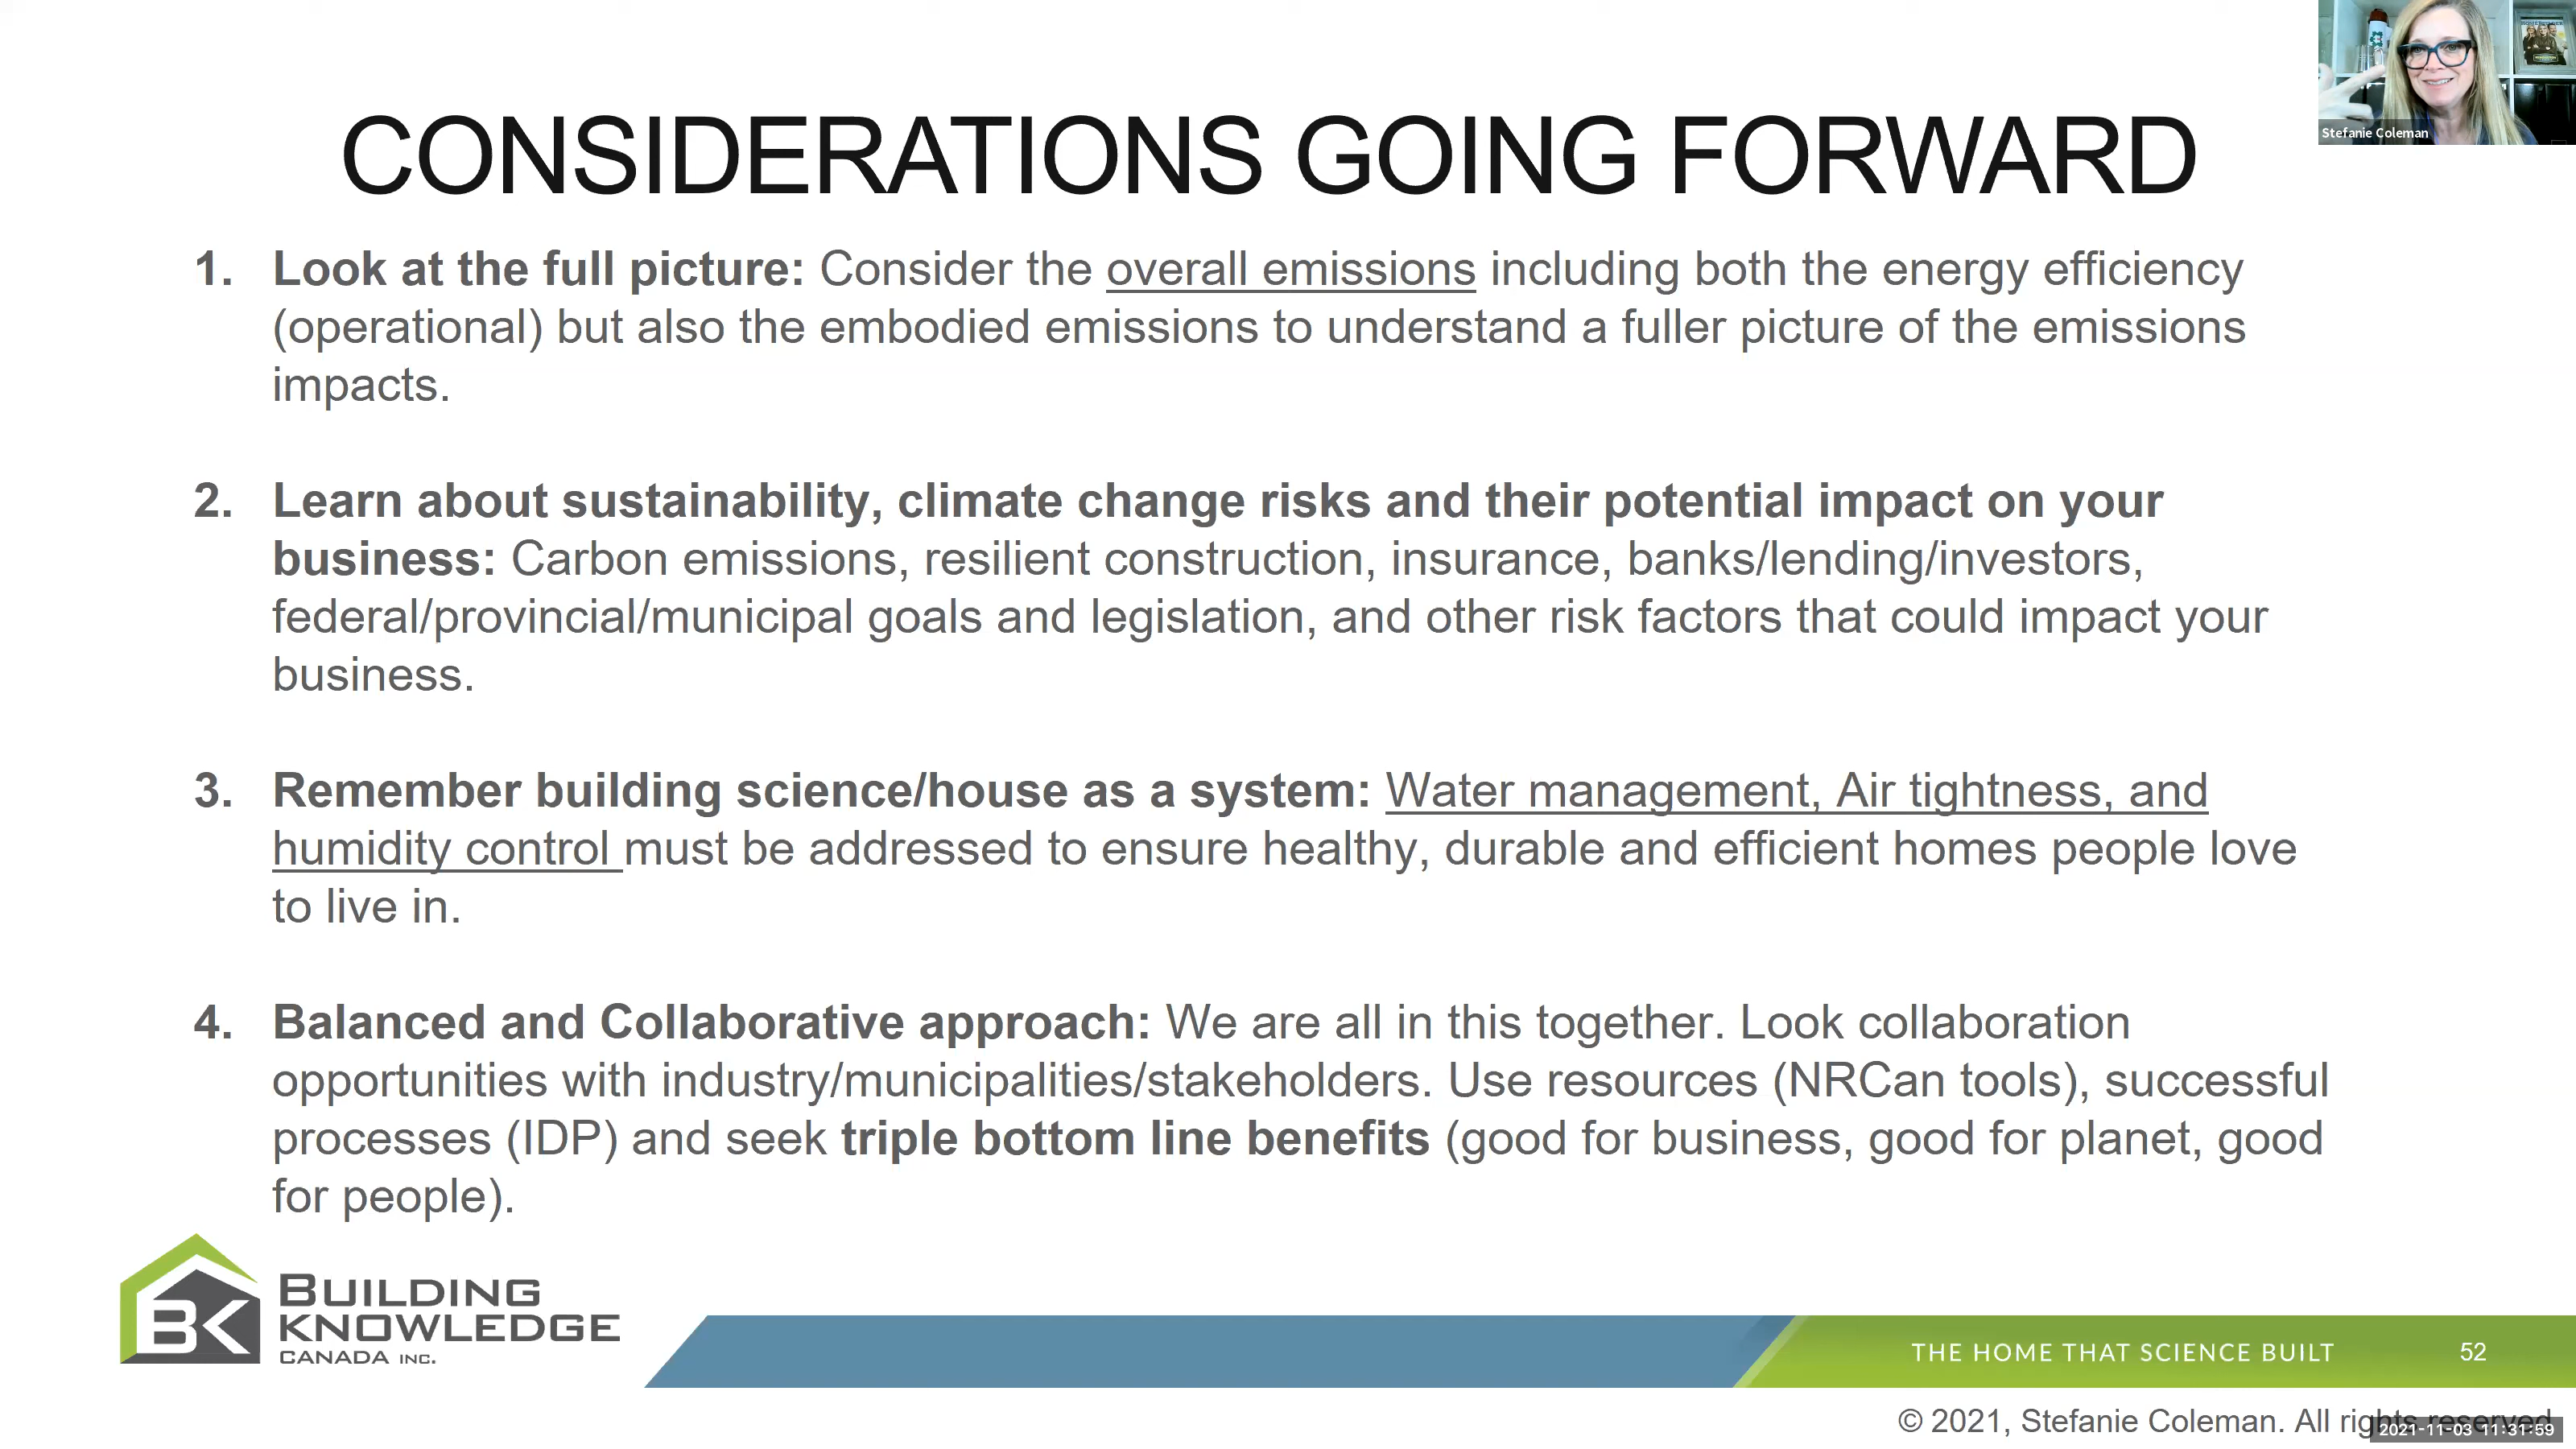 Stefanie Coleman
CONSIDERATIONS GOING FORWARD
1. Look at the full picture: Consider the overall emissions including both the energy efficiency
(operational) but also the embodied emissions to understand a fuller picture of the emissions
impacts.
2. Learn about sustainability, climate change risks and their potential impact on your
business: Carbon emissions, resilient construction, insurance, banks/lending/investors,
federal/provincial/municipal goals and legislation, and other risk factors that could impact your
business.
3. Remember building science/house as a system: Water management, Air tightness, and
humidity control must be addressed to ensure healthy, durable and efficient homes people love
to live in.
4. Balanced and Collaborative approach: We are all in this together. Look collaboration
opportunities with industry/municipalities/stakeholders. Use resources (NRCan tools), successful
processes (IDP) and seek triple bottom line benefits (good for business, good for planet, good
for people).
BK
BUILDING
KNOWLEDGE
CANADA INC.
THE HOME THAT SCIENCE BUILT 52
© 2021, Stefanie Coleman. All rights reserved
2021-11-03 11:31:59